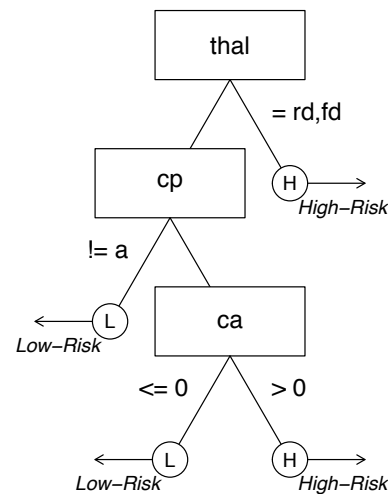 thal
= rd,fd
cp
H
High−Risk
!= a
L
Low−Risk
ca
<= 0
> 0
L
Low−Risk
H
High−Risk